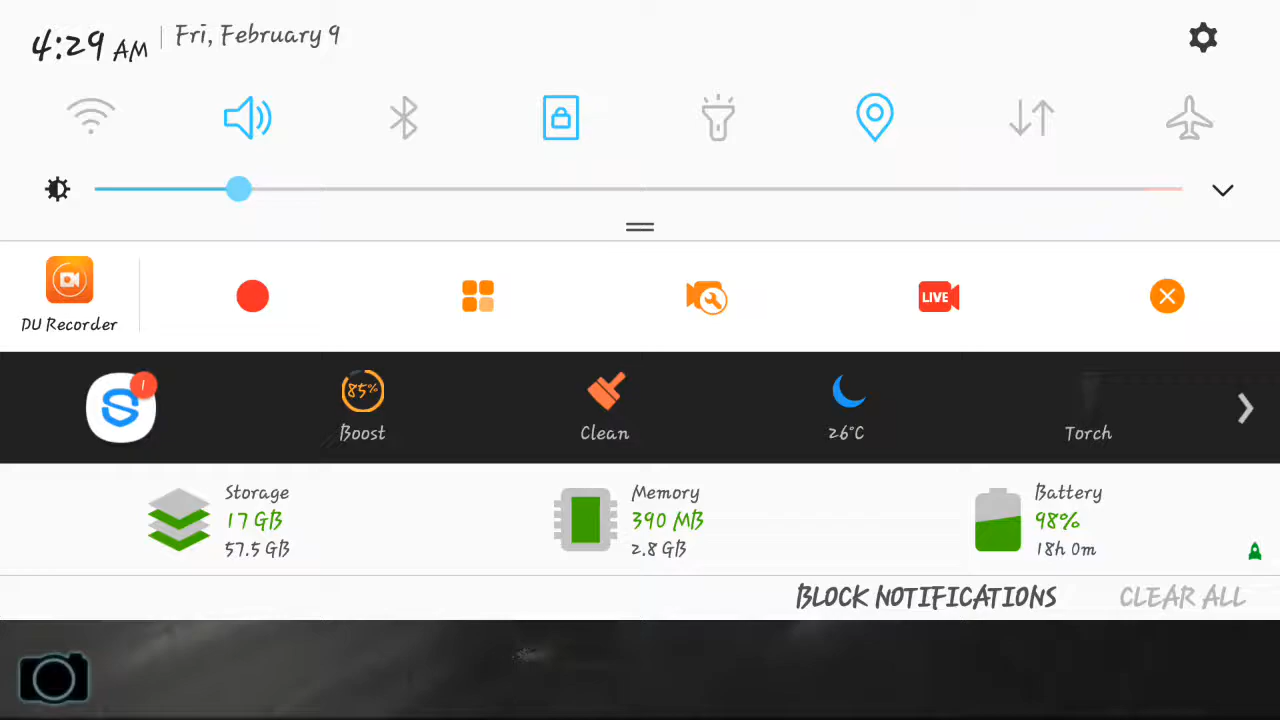 4:29 AM
Fri, February 9
LIVE
DU Recorder
1
85%
Boost
Clean
26°C
Torch
Storage
17 GB
57.5 GB
Memory
390 MB
2.8 GB
Battery
98%
18h 0m
BLOCK NOTIFICATIONS
CLEAR ALL